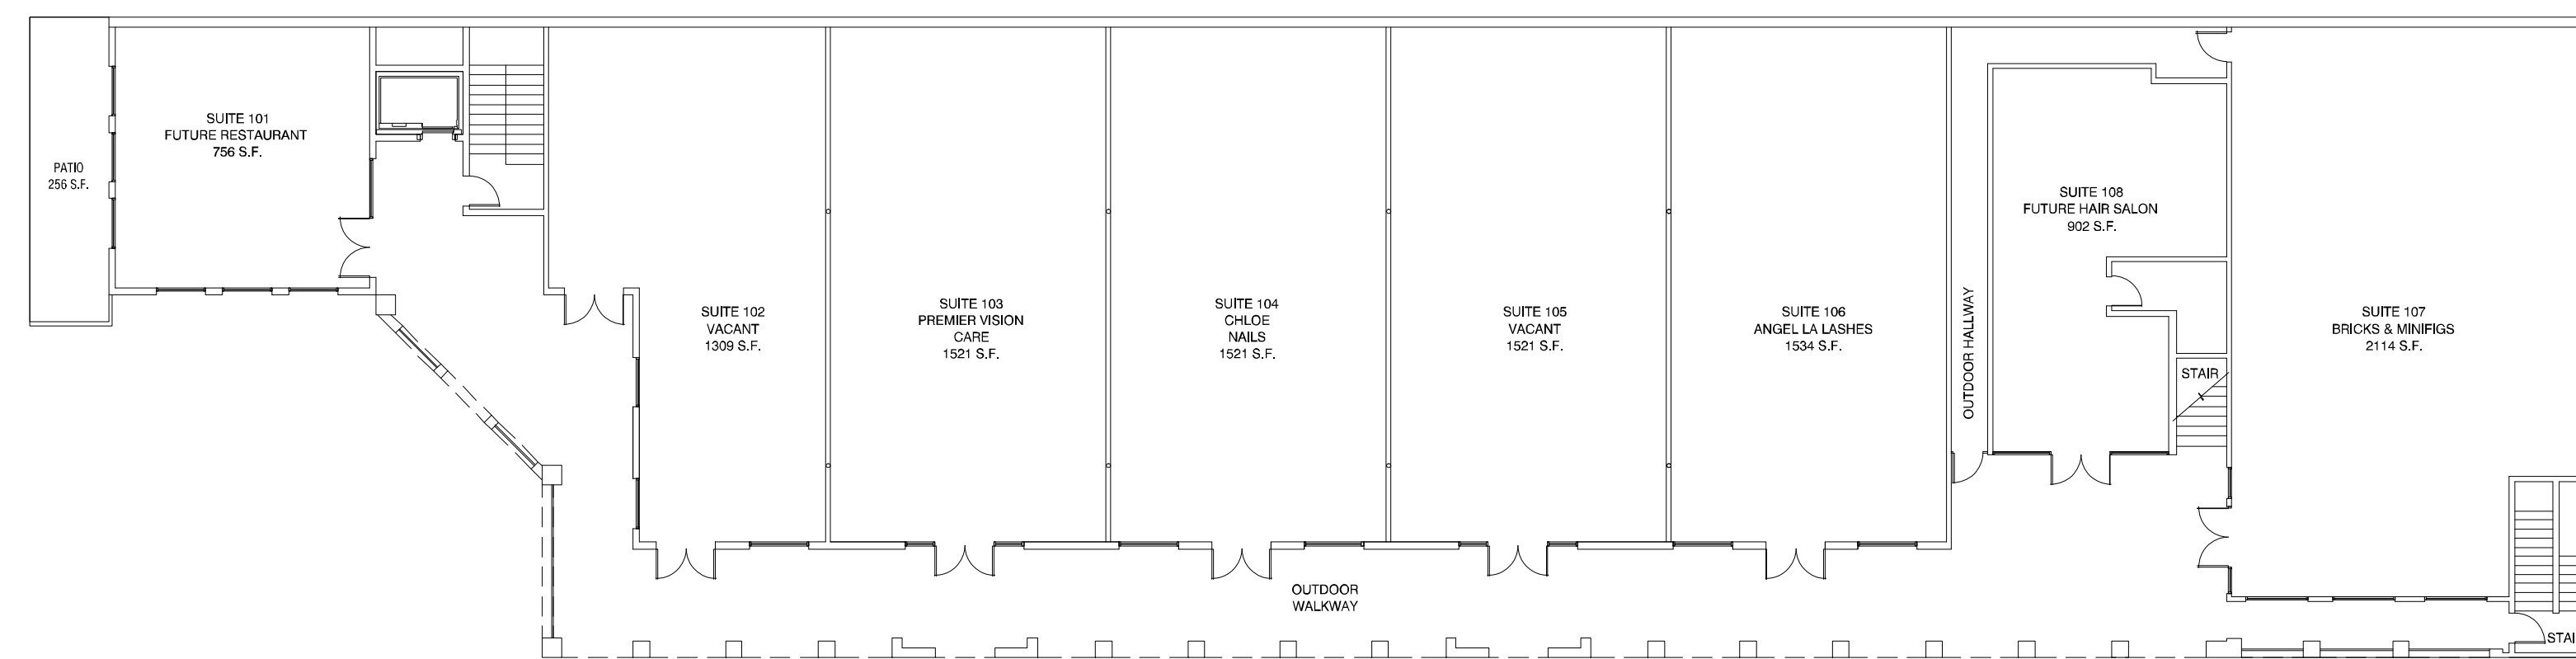 PATIO
256 S.F.
SUITE 101
FUTURE RESTAURANT
756 S.F.
SUITE 102
VACANT
1309 S.F.
SUITE 103
PREMIER VISION
CARE
1521 S.F.
SUITE 104
CHLOE
NAILS
1521 S.F.
SUITE 105
VACANT
1521 S.F.
SUITE 106
ANGEL LA LASHES
1534 S.F.
OUTDOOR HALLWAY
SUITE 108
FUTURE HAIR SALON
902 S.F.
STAIR
SUITE 107
BRICKS & MINIFIGS
2114 S.F.
OUTDOOR
WALKWAY
STAI